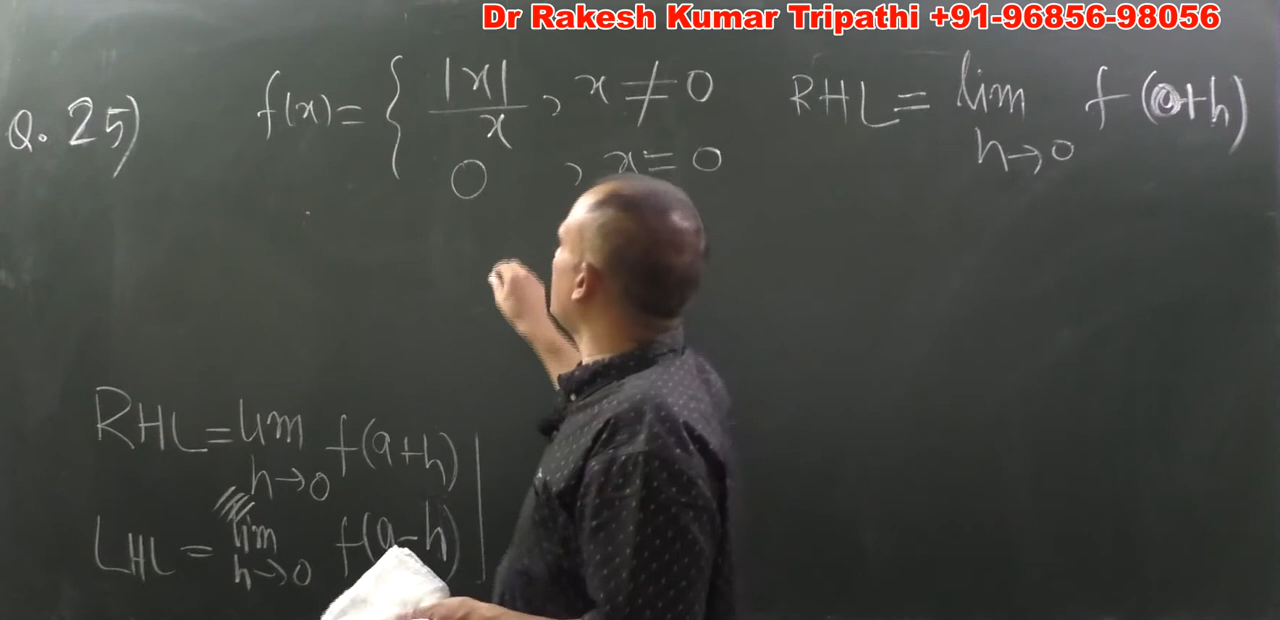 Dr Rakesh Kumar Tripathi +91-96856-98056
Q. 25) f(x) = { |x|/x , x ≠ 0
0 , x = 0
RHL = lim h→0 f(0+h)
RHL = lim h→0 f(a+h)
LHL = lim h→0 f(a-h)